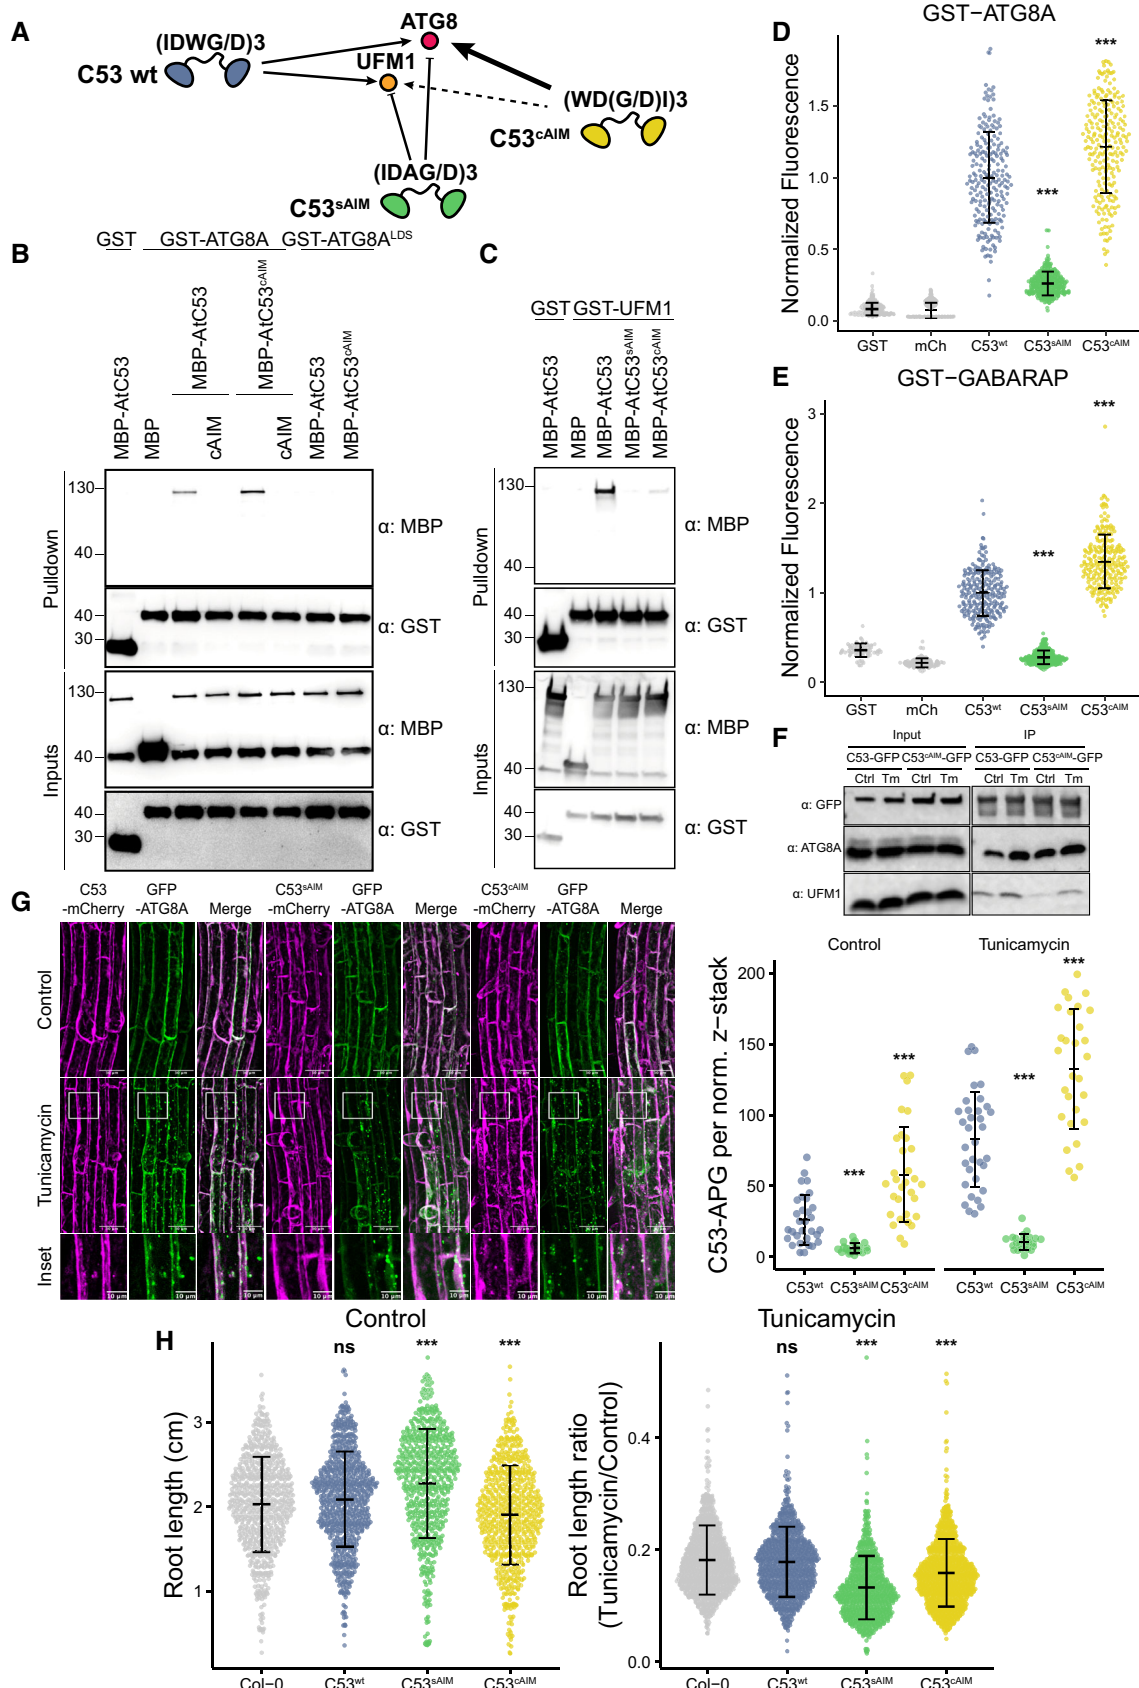 A
(IDWG/D)3
C53 wt
ATG8
UFM1
(WD(G/D)I)3
C53cAIM
(IDAG/D)3
C53sAIM
B
GST
GST-ATG8A
GST-ATG8ALDS
MBP-AtC53
MBP
MBP-AtC53
cAIM
MBP-AtC53cAIM
cAIM
MBP-AtC53
MBP-AtC53cAIM
Pulldown
130
40
α: MBP
40
30
α: GST
Inputs
130
40
α: MBP
40
30
α: GST
C
GST
GST-UFM1
MBP-AtC53
MBP
MBP-AtC53
MBP-AtC53sAIM
MBP-AtC53cAIM
Pulldown
130
40
α: MBP
40
30
α: GST
Inputs
130
40
α: MBP
40
30
α: GST
D
GST−ATG8A
Normalized Fluorescence
1.5
1.0
0.5
0.0
***
***
GST
mCh
C53wt
C53sAIM
C53cAIM
E
GST−GABARAP
Normalized Fluorescence
3
2
1
0
***
***
GST
mCh
C53wt
C53sAIM
C53cAIM
F
Input
IP
C53-GFP
C53cAIM-GFP
C53-GFP
C53cAIM-GFP
Ctrl
Tm
Ctrl
Tm
Ctrl
Tm
Ctrl
Tm
α: GFP
α: ATG8A
α: UFM1
G
C53
-mCherry
GFP
-ATG8A
Merge
C53sAIM
-mCherry
GFP
-ATG8A
Merge
C53cAIM
-mCherry
GFP
-ATG8A
Merge
Control
Tunicamycin
Inset
10 µm
10 µm
10 µm
Control
Tunicamycin
C53-APG per norm. z−stack
200
150
100
50
0
***
***
***
***
C53wt
C53sAIM
C53cAIM
C53wt
C53sAIM
C53cAIM
H
Control
Root length (cm)
3
2
1
ns
***
***
Col−0
C53wt
C53sAIM
C53cAIM
Tunicamycin
Root length ratio
(Tunicamycin/Control)
0.4
0.2
0.0
ns
***
***
Col−0
C53wt
C53sAIM
C53cAIM